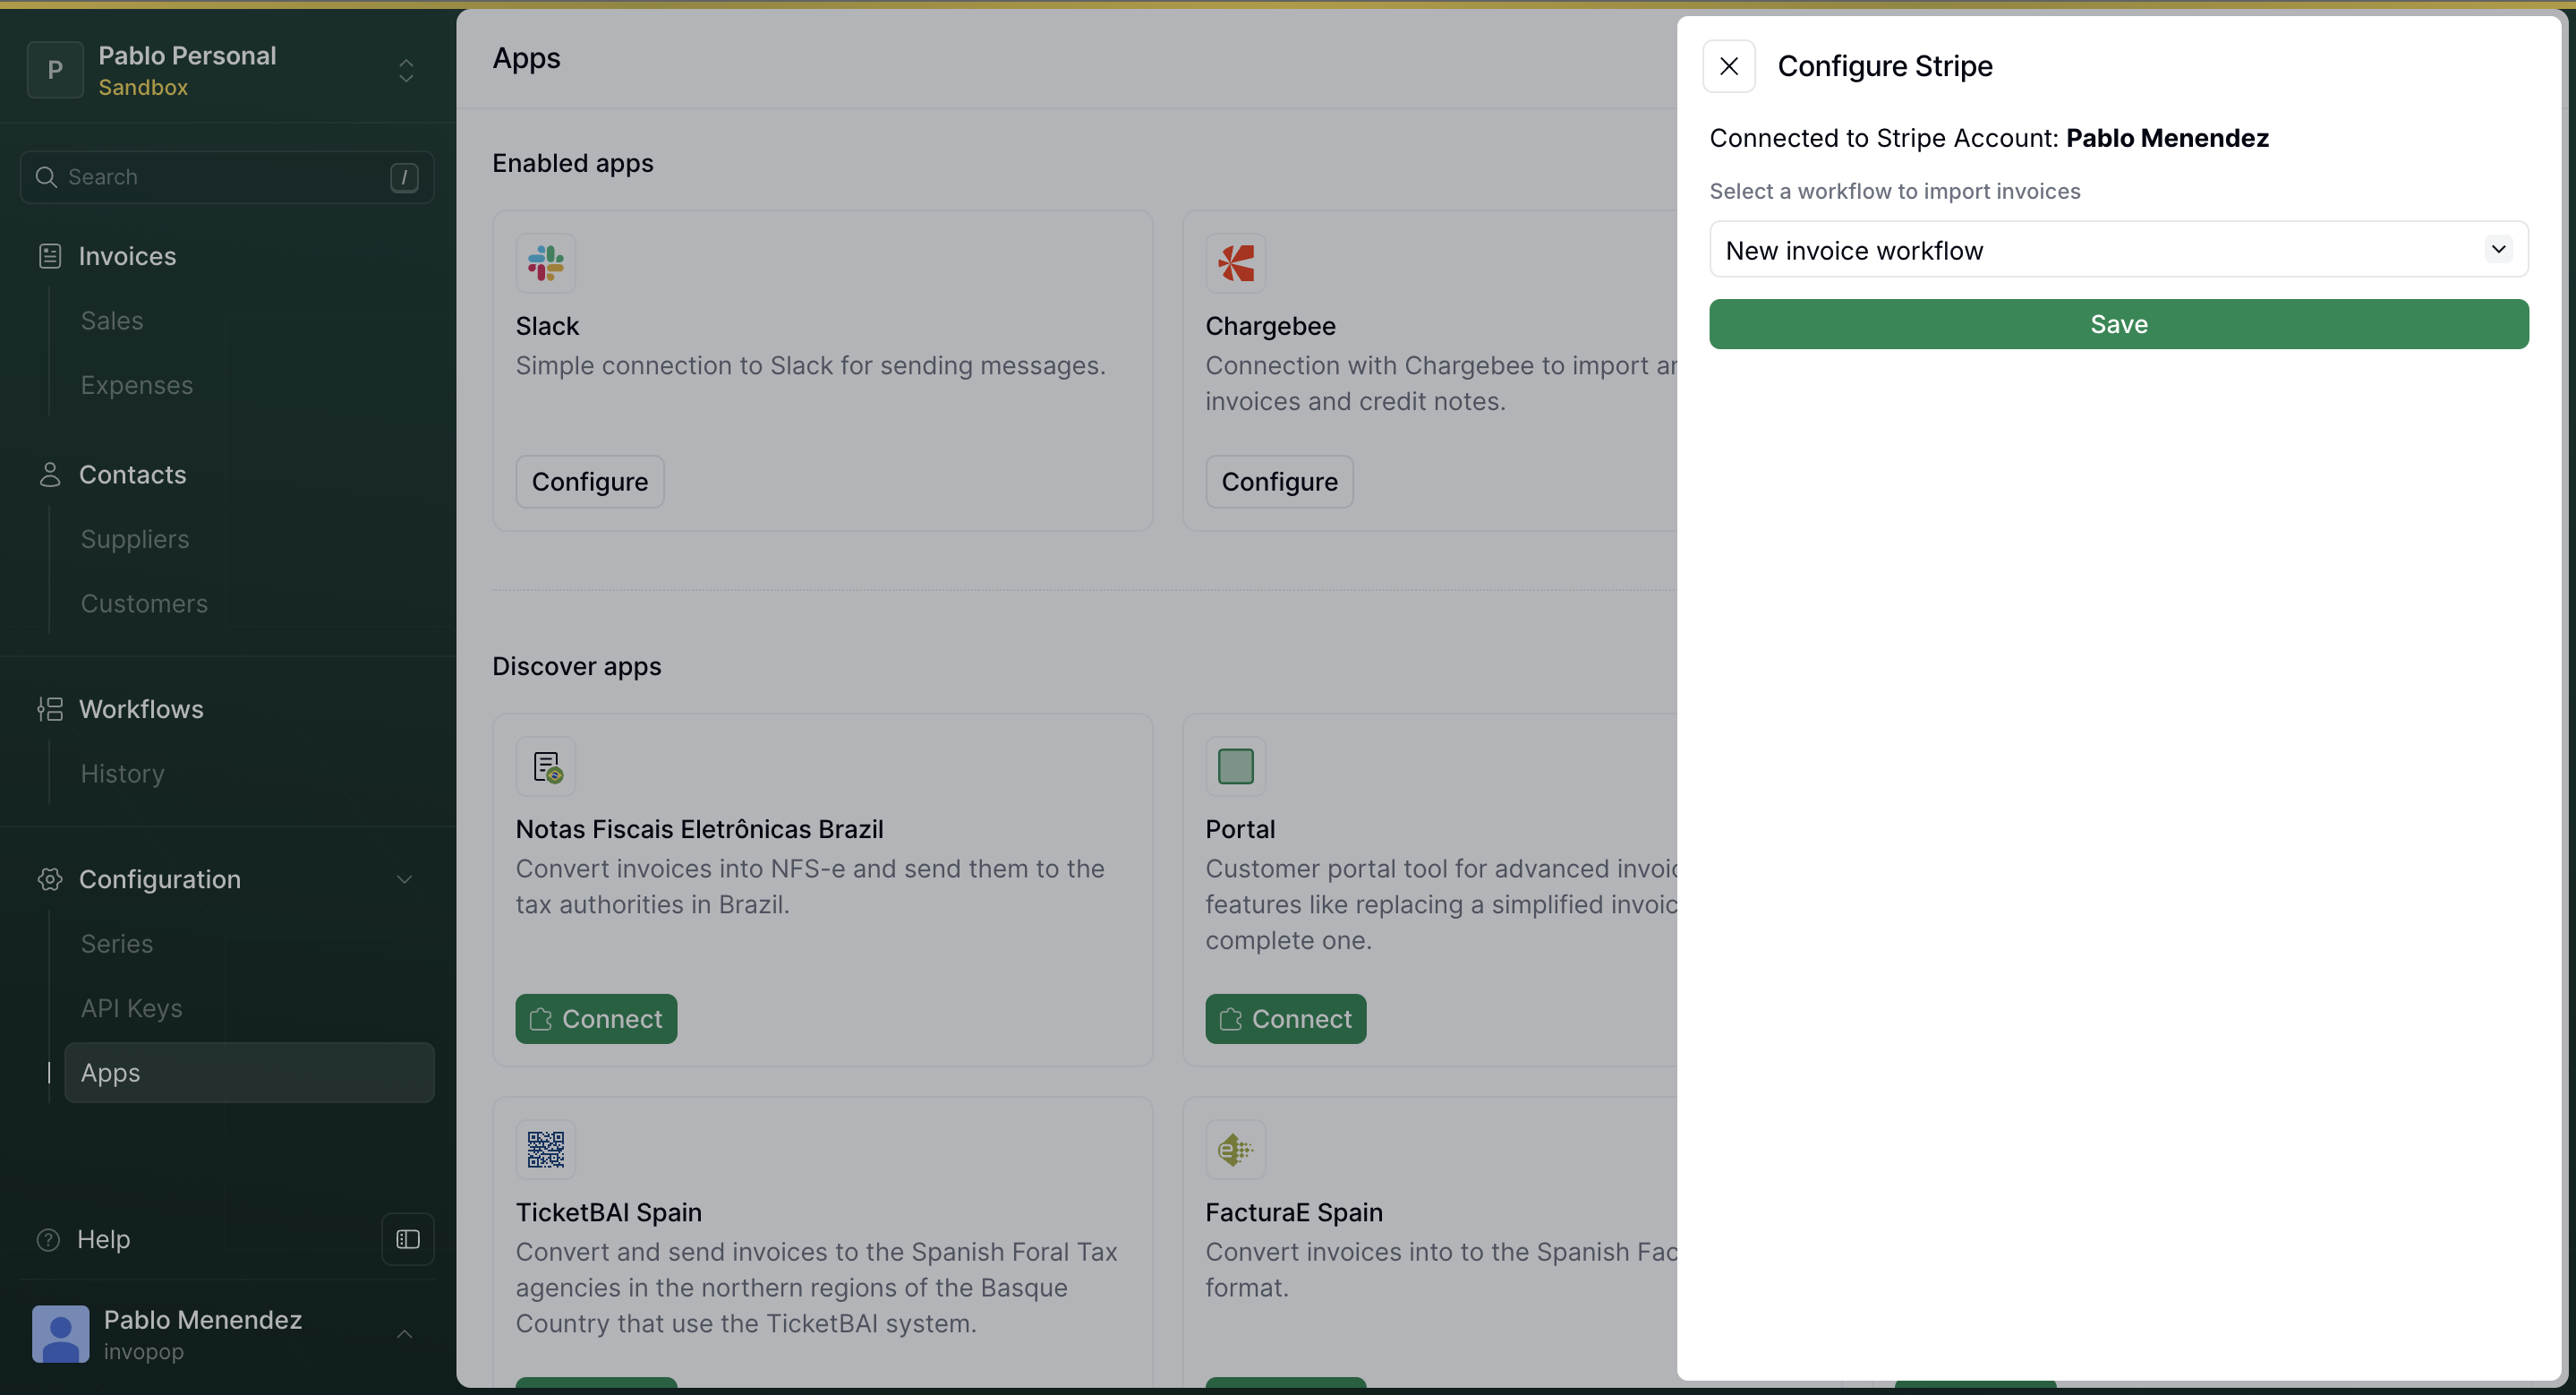 P
Pablo Personal
Sandbox
Search
/
Invoices
Sales
Expenses
Contacts
Suppliers
Customers
Workflows
History
Configuration
Series
API Keys
Apps
Help
Pablo Menendez
invopop
Apps
Enabled apps
Slack
Simple connection to Slack for sending messages.
Configure
Chargebee
Connection with Chargebee to import
invoices and credit notes.
Configure
Discover apps
Notas Fiscais Eletrônicas Brazil
Convert invoices into NFS-e and send them to the
tax authorities in Brazil.
Connect
Portal
Customer portal tool for advanced
features like replacing a simplified
complete one.
Connect
TicketBAI Spain
Convert and send invoices to the Spanish Foral Tax
agencies in the northern regions of the Basque
Country that use the TicketBAI system.
FacturaE Spain
Convert invoices into to the Spanish
format.
Configure Stripe
Connected to Stripe Account: Pablo Menendez
Select a workflow to import invoices
New invoice workflow
Save